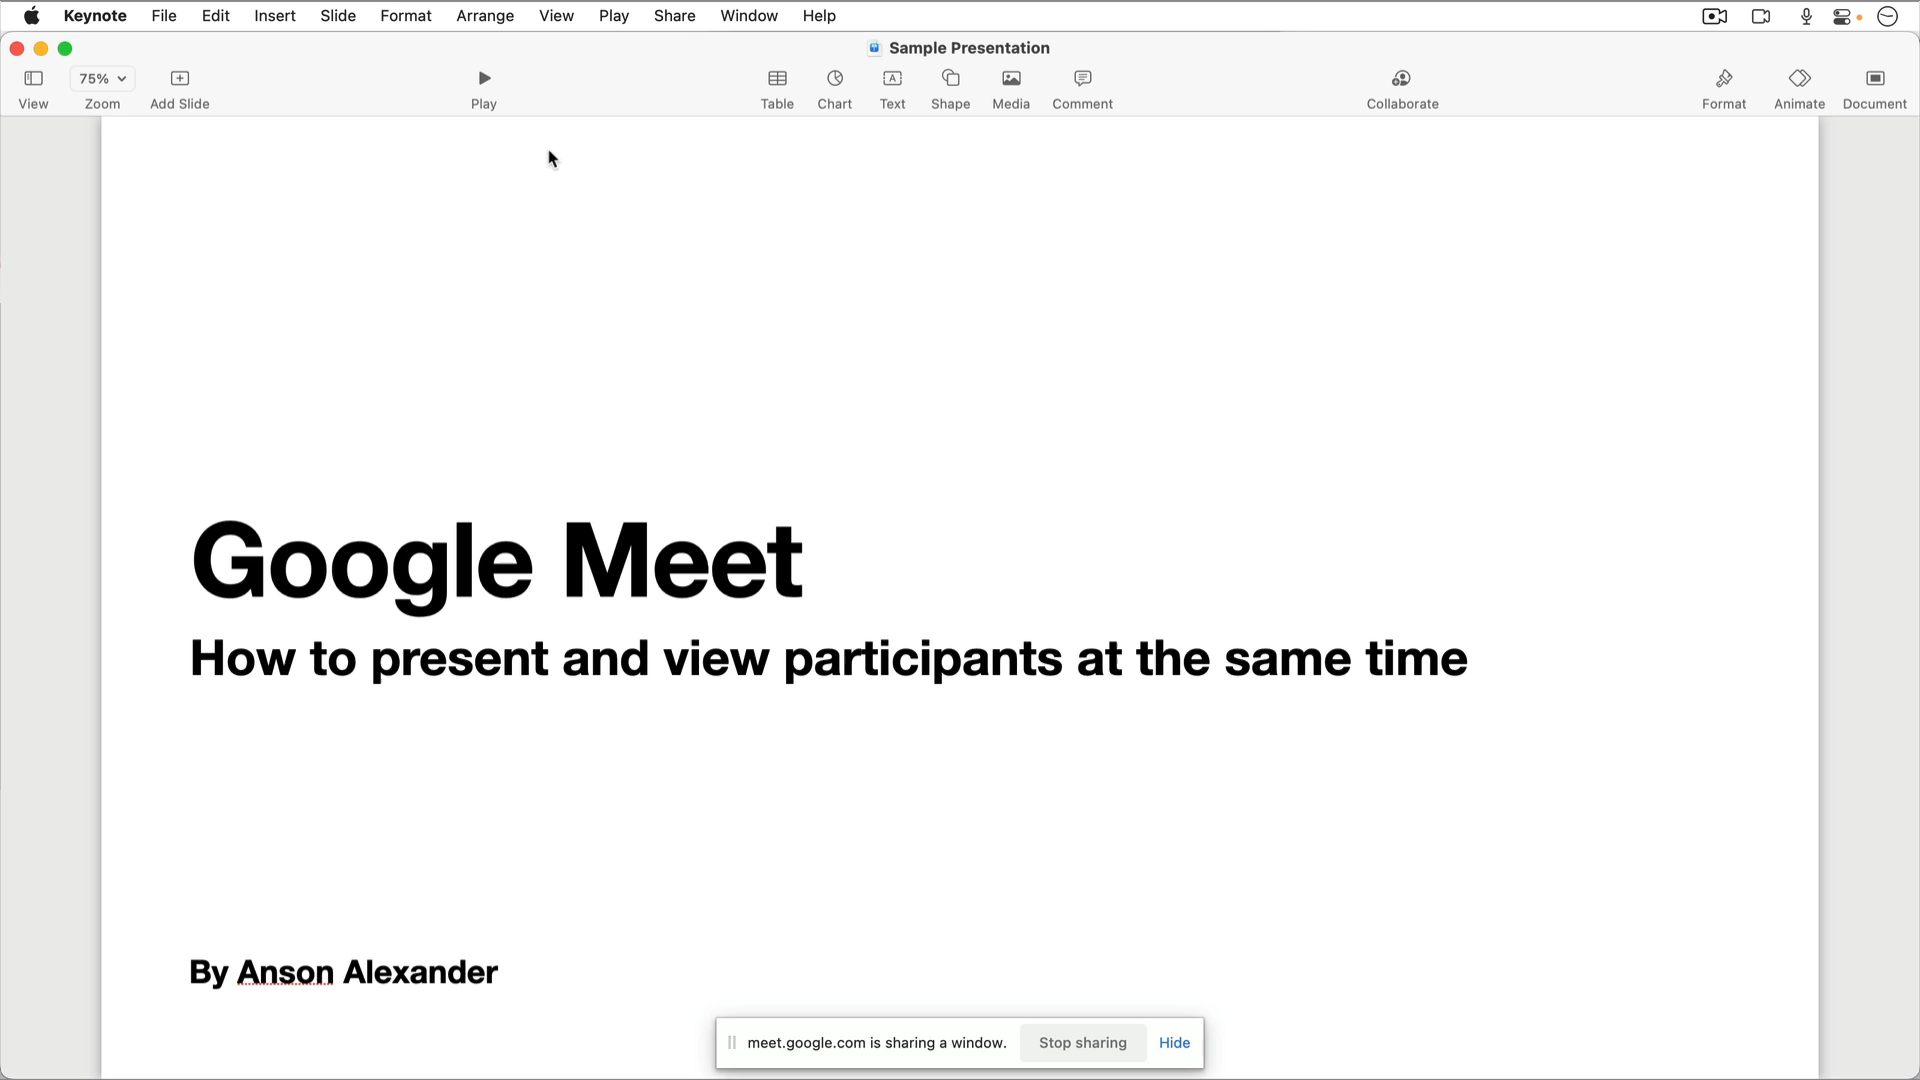 Keynote File Edit Insert Slide Format Arrange View Play Share Window Help
Sample Presentation
75%
View Zoom Add Slide Play Table Chart Text Shape Media Comment Collaborate Format Animate Document
Google Meet
How to present and view participants at the same time
By Anson Alexander
meet.google.com is sharing a window. Stop sharing Hide